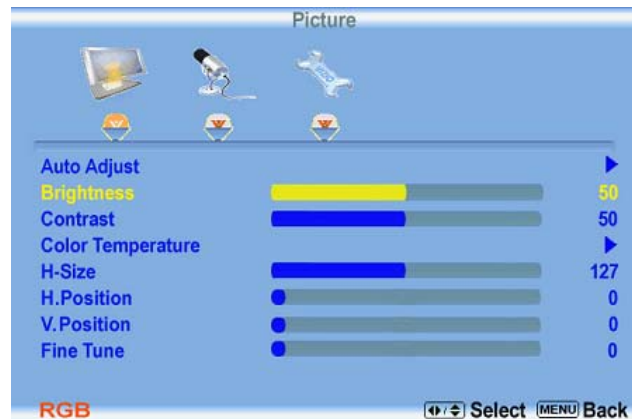 Picture
Auto Adjust
Brightness 50
Contrast 50
Color Temperature
H-Size 127
H.Position 0
V.Position 0
Fine Tune 0
RGB Select MENU Back